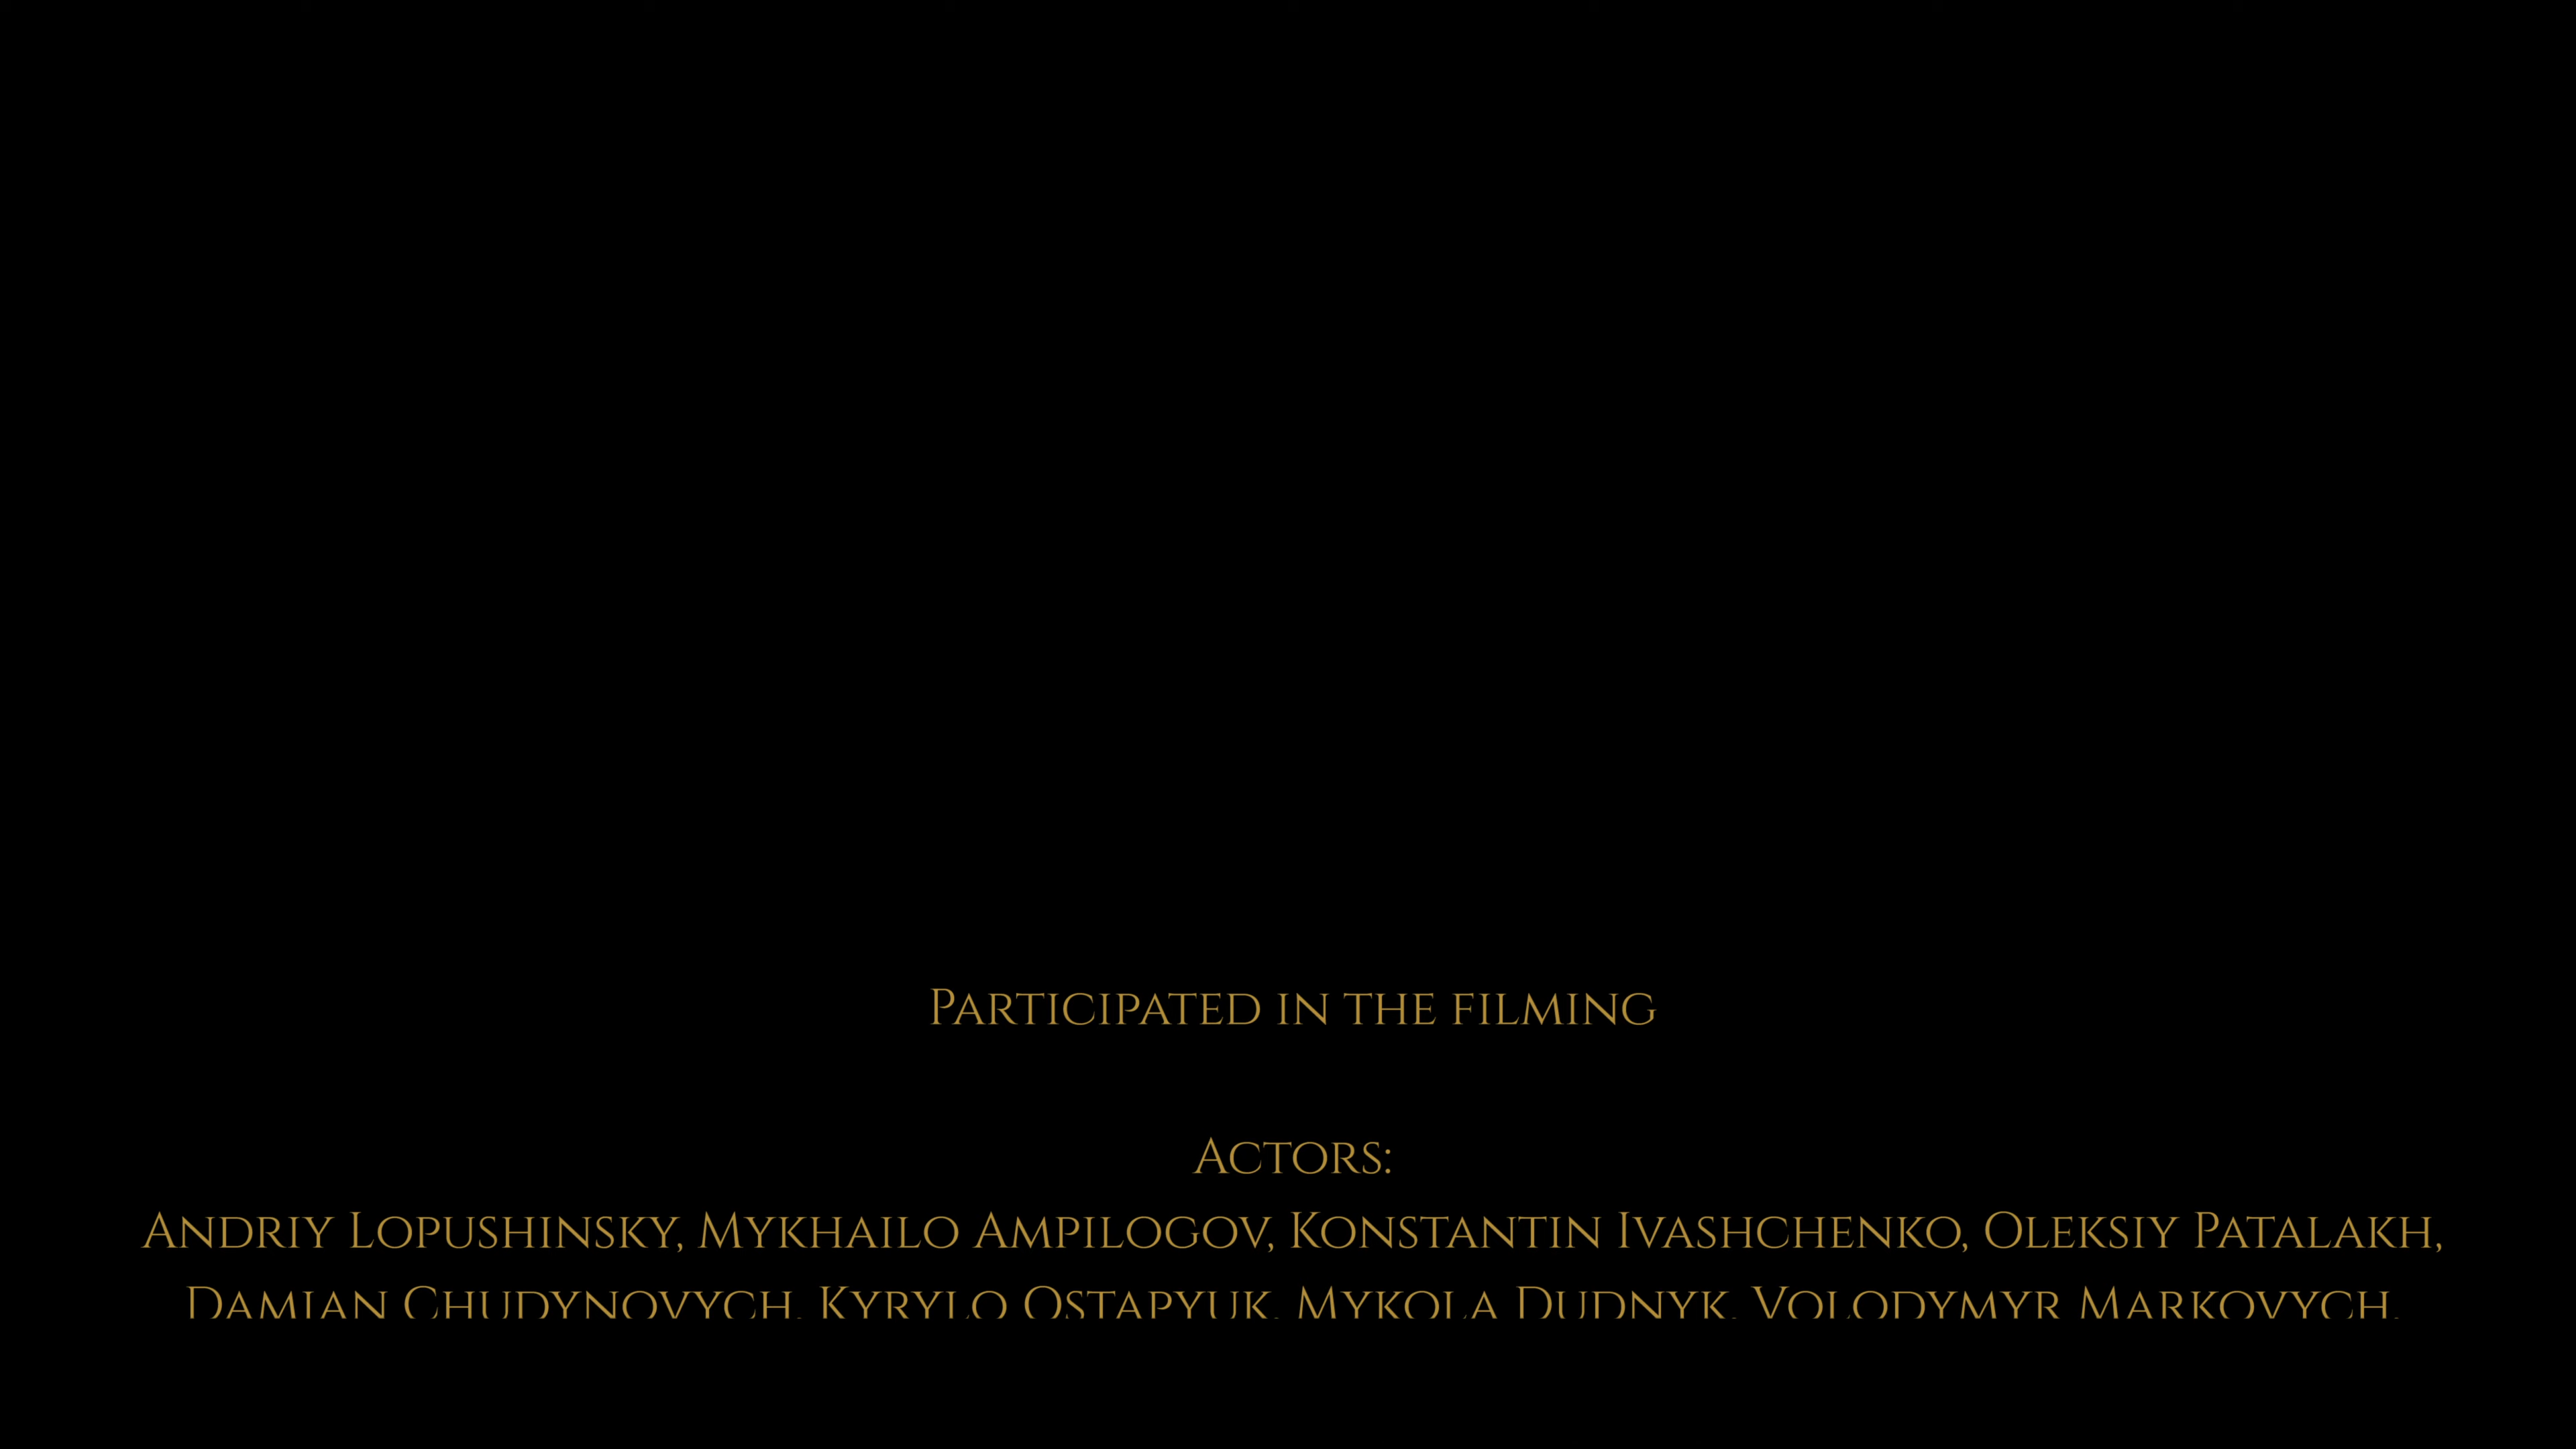 Participated in the filming
Actors:
Andriy Lopushinsky, Mykhailo Ampilogov, Konstantin Ivashchenko, Oleksiy Patalakh,
Damian Chudynovych, Kyrylo Ostapyuk, Mykola Dudnyk, Volodymyr Markovych,